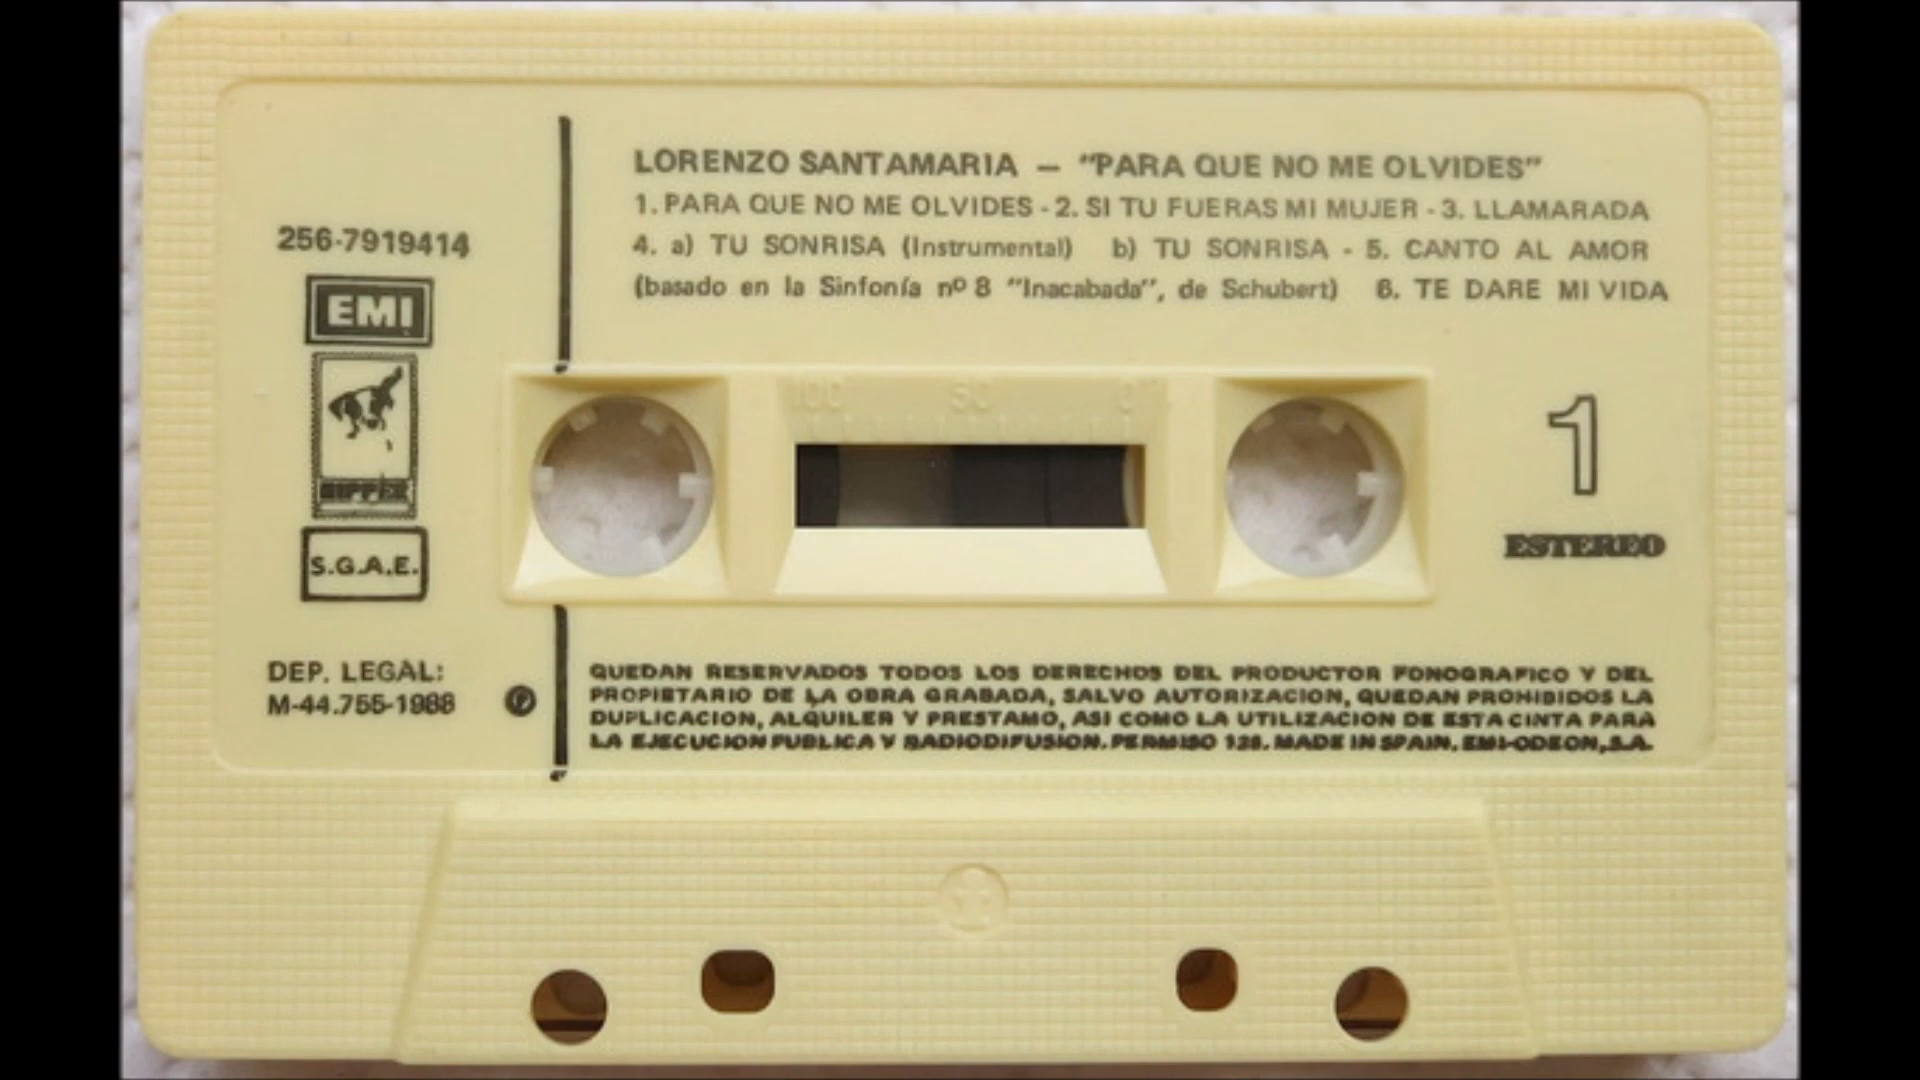 LORENZO SANTAMARIA – "PARA QUE NO ME OLVIDES"
1. PARA QUE NO ME OLVIDES - 2. SI TU FUERAS MI MUJER - 3. LLAMARADA
4. a) TU SONRISA (Instrumental) b) TU SONRISA - 5. CANTO AL AMOR
(basado en la Sinfonía nº 8 "Inacabada", de Schubert) 6. TE DARE MI VIDA
256-7919414
EMI
NIPPER
S.G.A.E.
100 50 0
1
ESTEREO
DEP. LEGAL:
M-44.755-1988
Ⓟ
QUEDAN RESERVADOS TODOS LOS DERECHOS DEL PRODUCTOR FONOGRAFICO Y DEL
PROPIETARIO DE LA OBRA GRABADA, SALVO AUTORIZACION, QUEDAN PROHIBIDOS LA
DUPLICACION, ALQUILER Y PRESTAMO, ASI COMO LA UTILIZACION DE ESTA CINTA PARA
LA EJECUCION PUBLICA Y RADIODIFUSION. PERMISO 128. MADE IN SPAIN. EMI-ODEON, S.A.